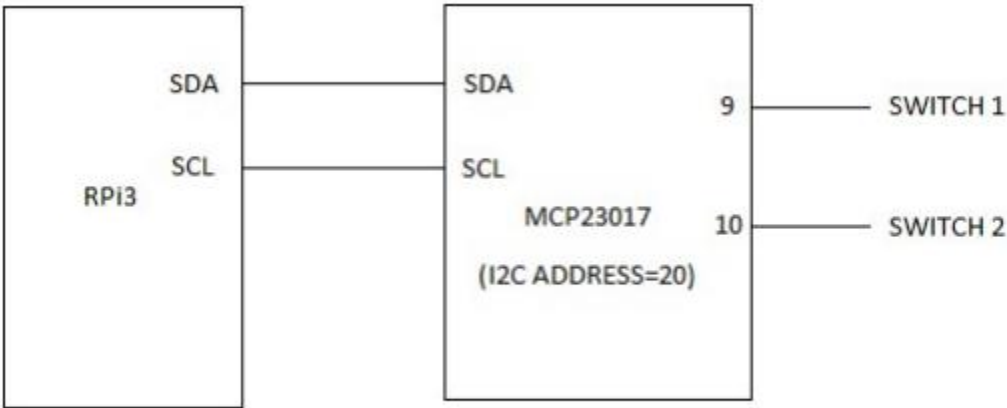 SDA
SCL
RPi3
SDA
SCL
MCP23017
(I2C ADDRESS=20)
9
10
SWITCH 1
SWITCH 2